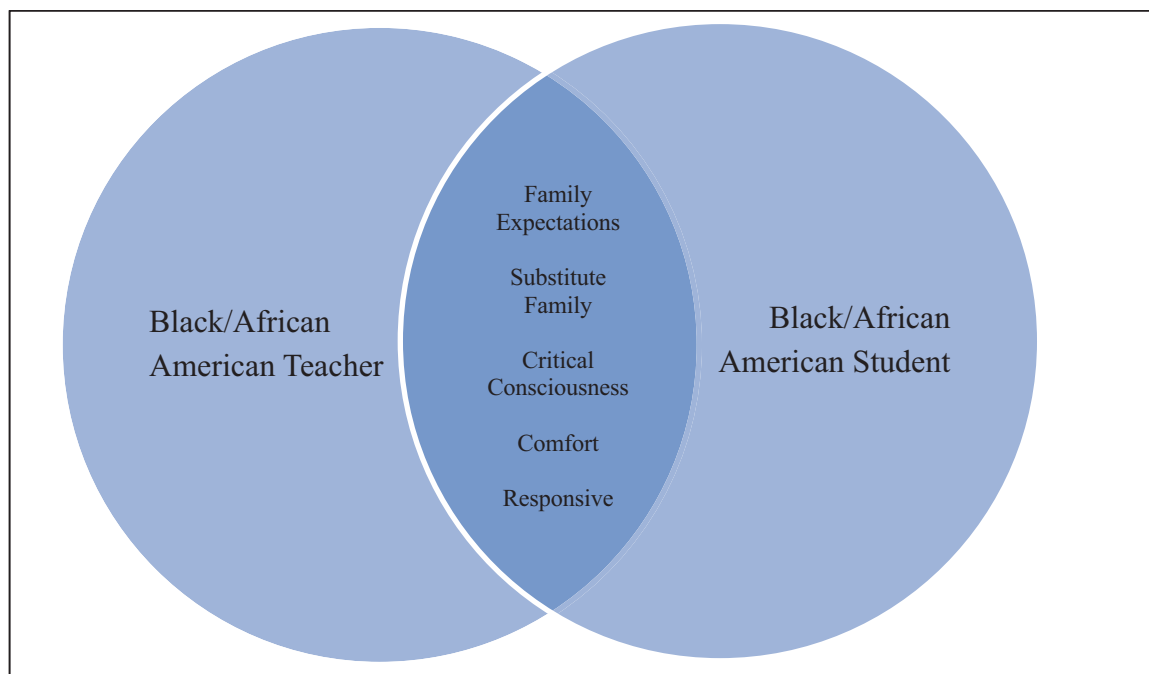 Black/African
American Teacher
Family
Expectations
Substitute
Family
Critical
Consciousness
Comfort
Responsive
Black/African
American Student